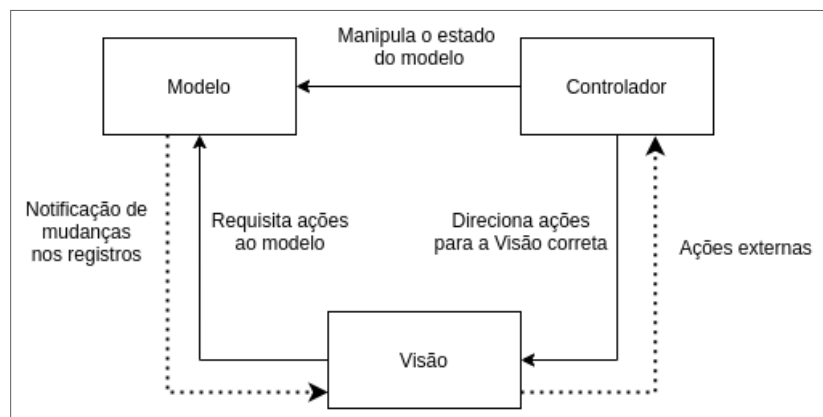 Manipula o estado
do modelo
Modelo
Controlador
Notificação de
mudanças
nos registros
Requisita ações
ao modelo
Direciona ações
para a Visão correta
Ações externas
Visão